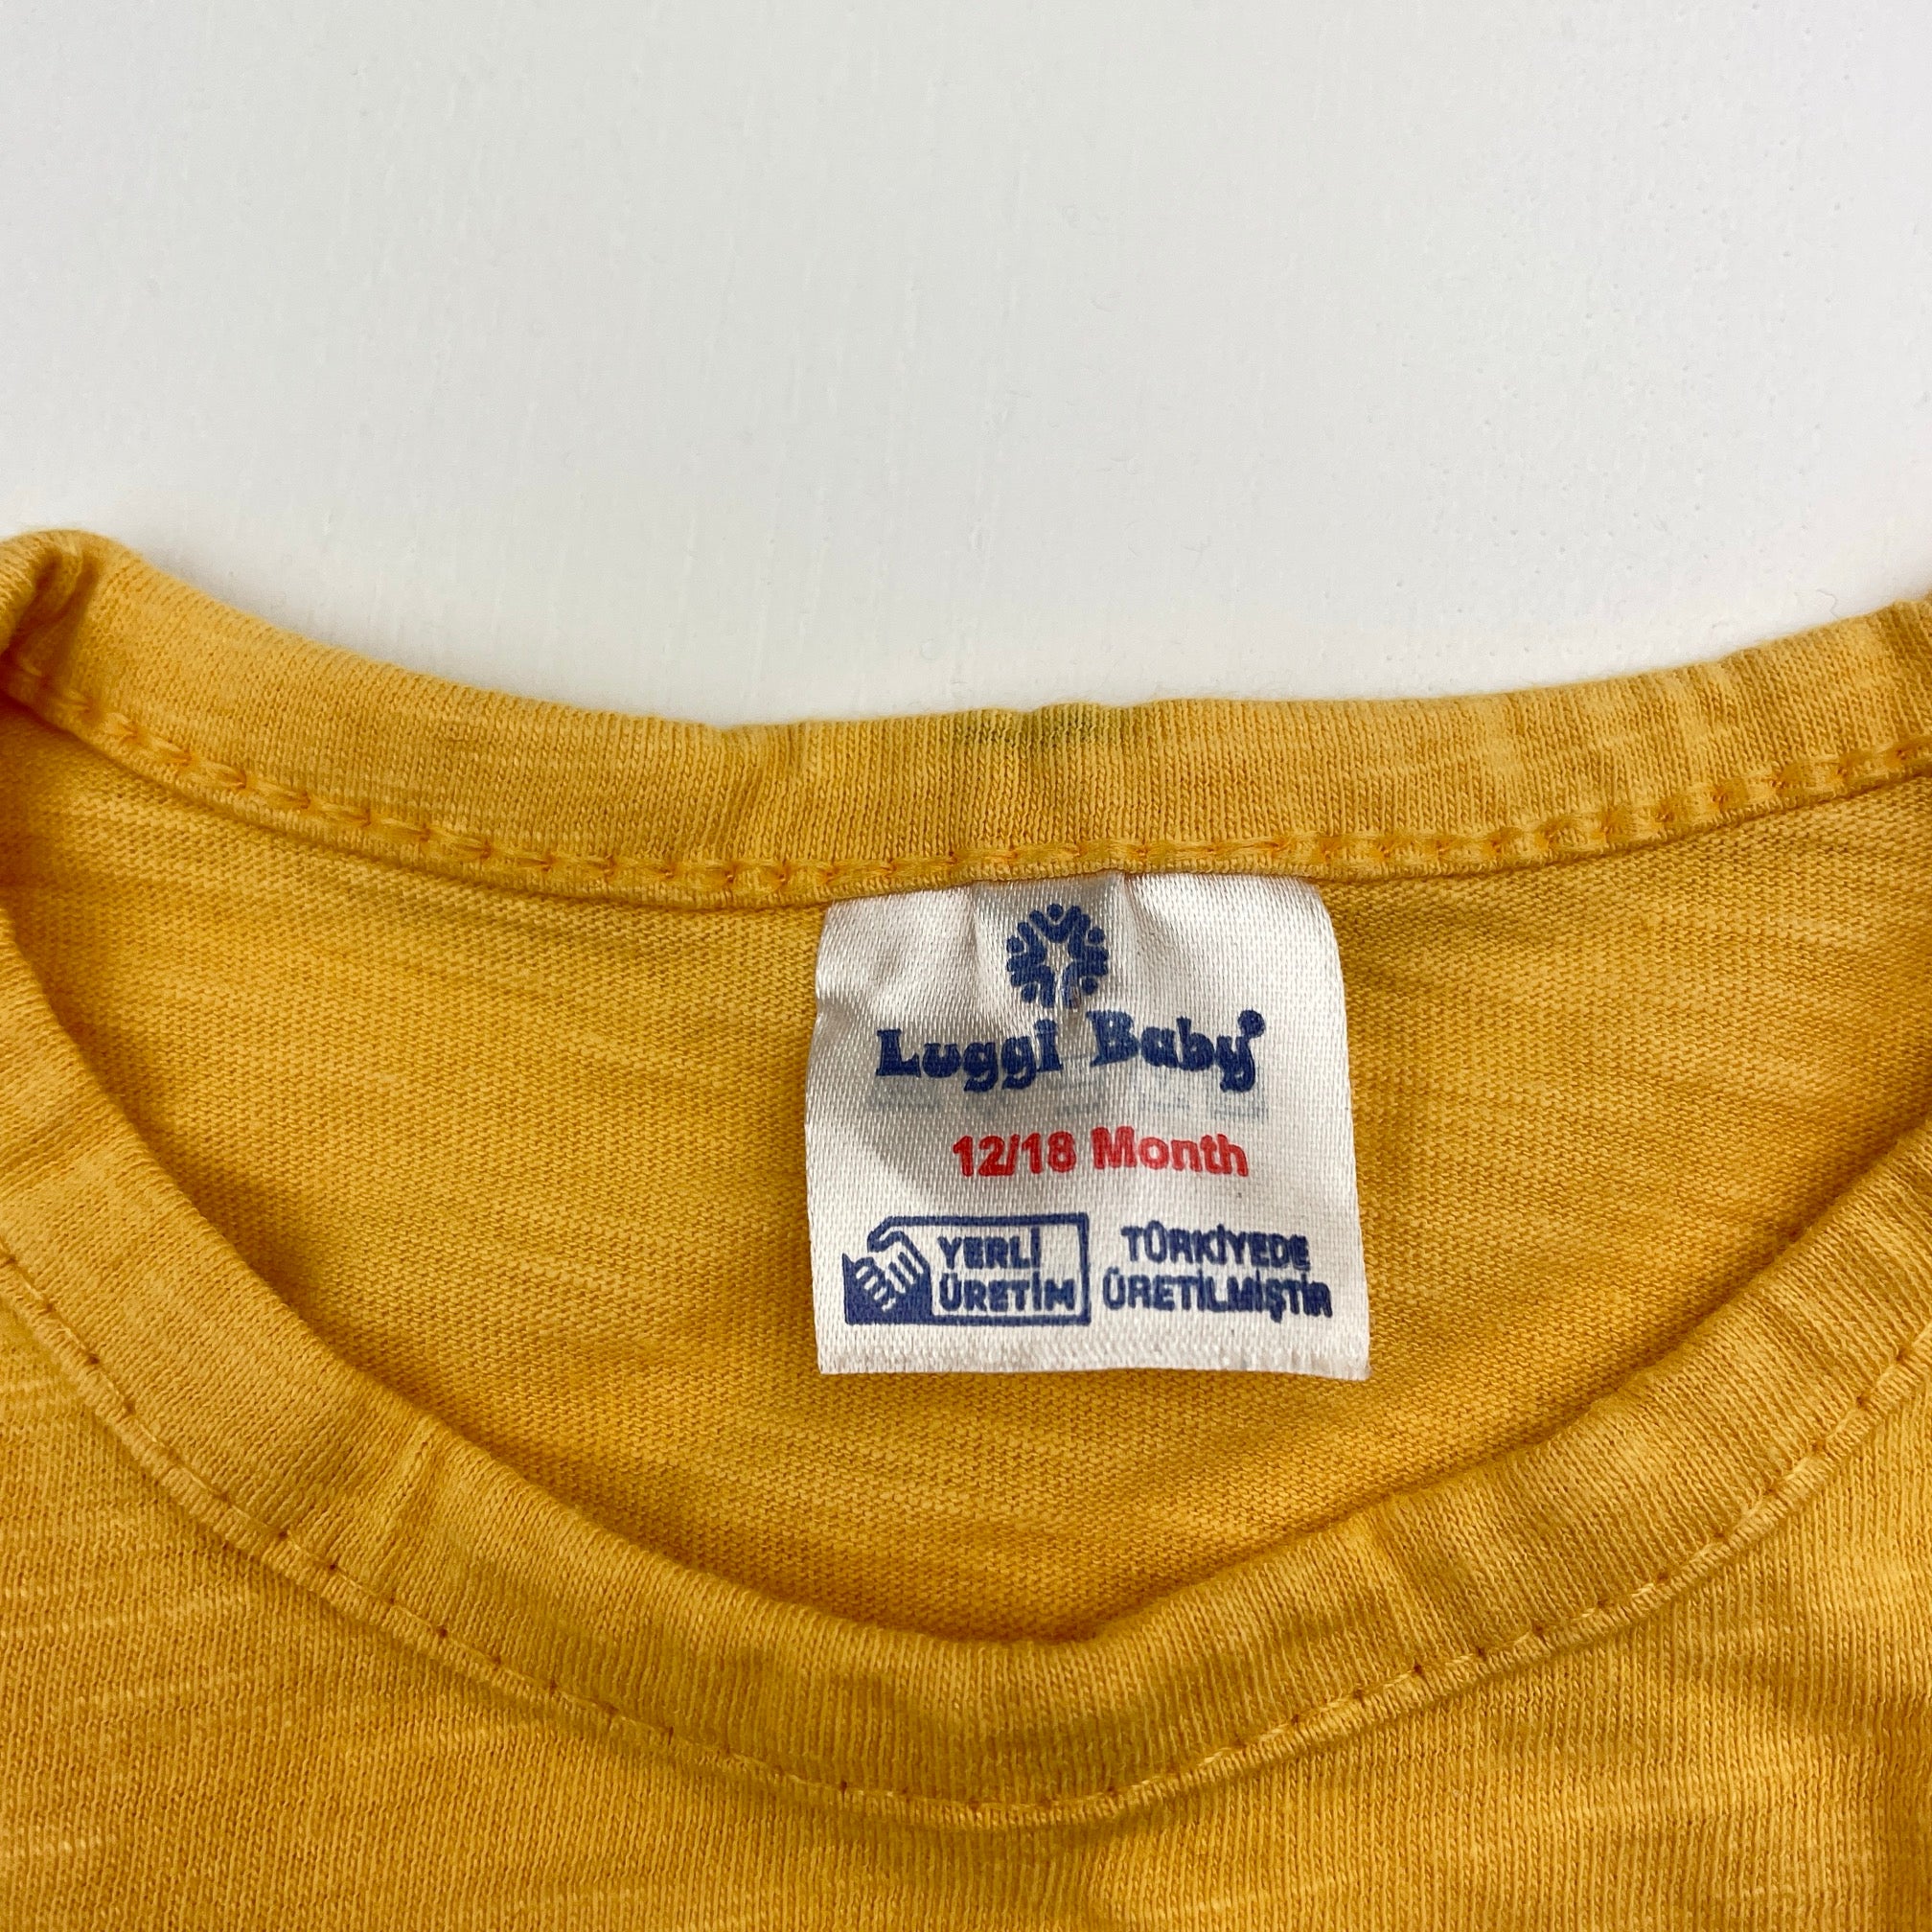 Luggi Baby
12/18 Month
YERLİ
ÜRETİM
TÜRKİYEDE
ÜRETİLMİŞTİR